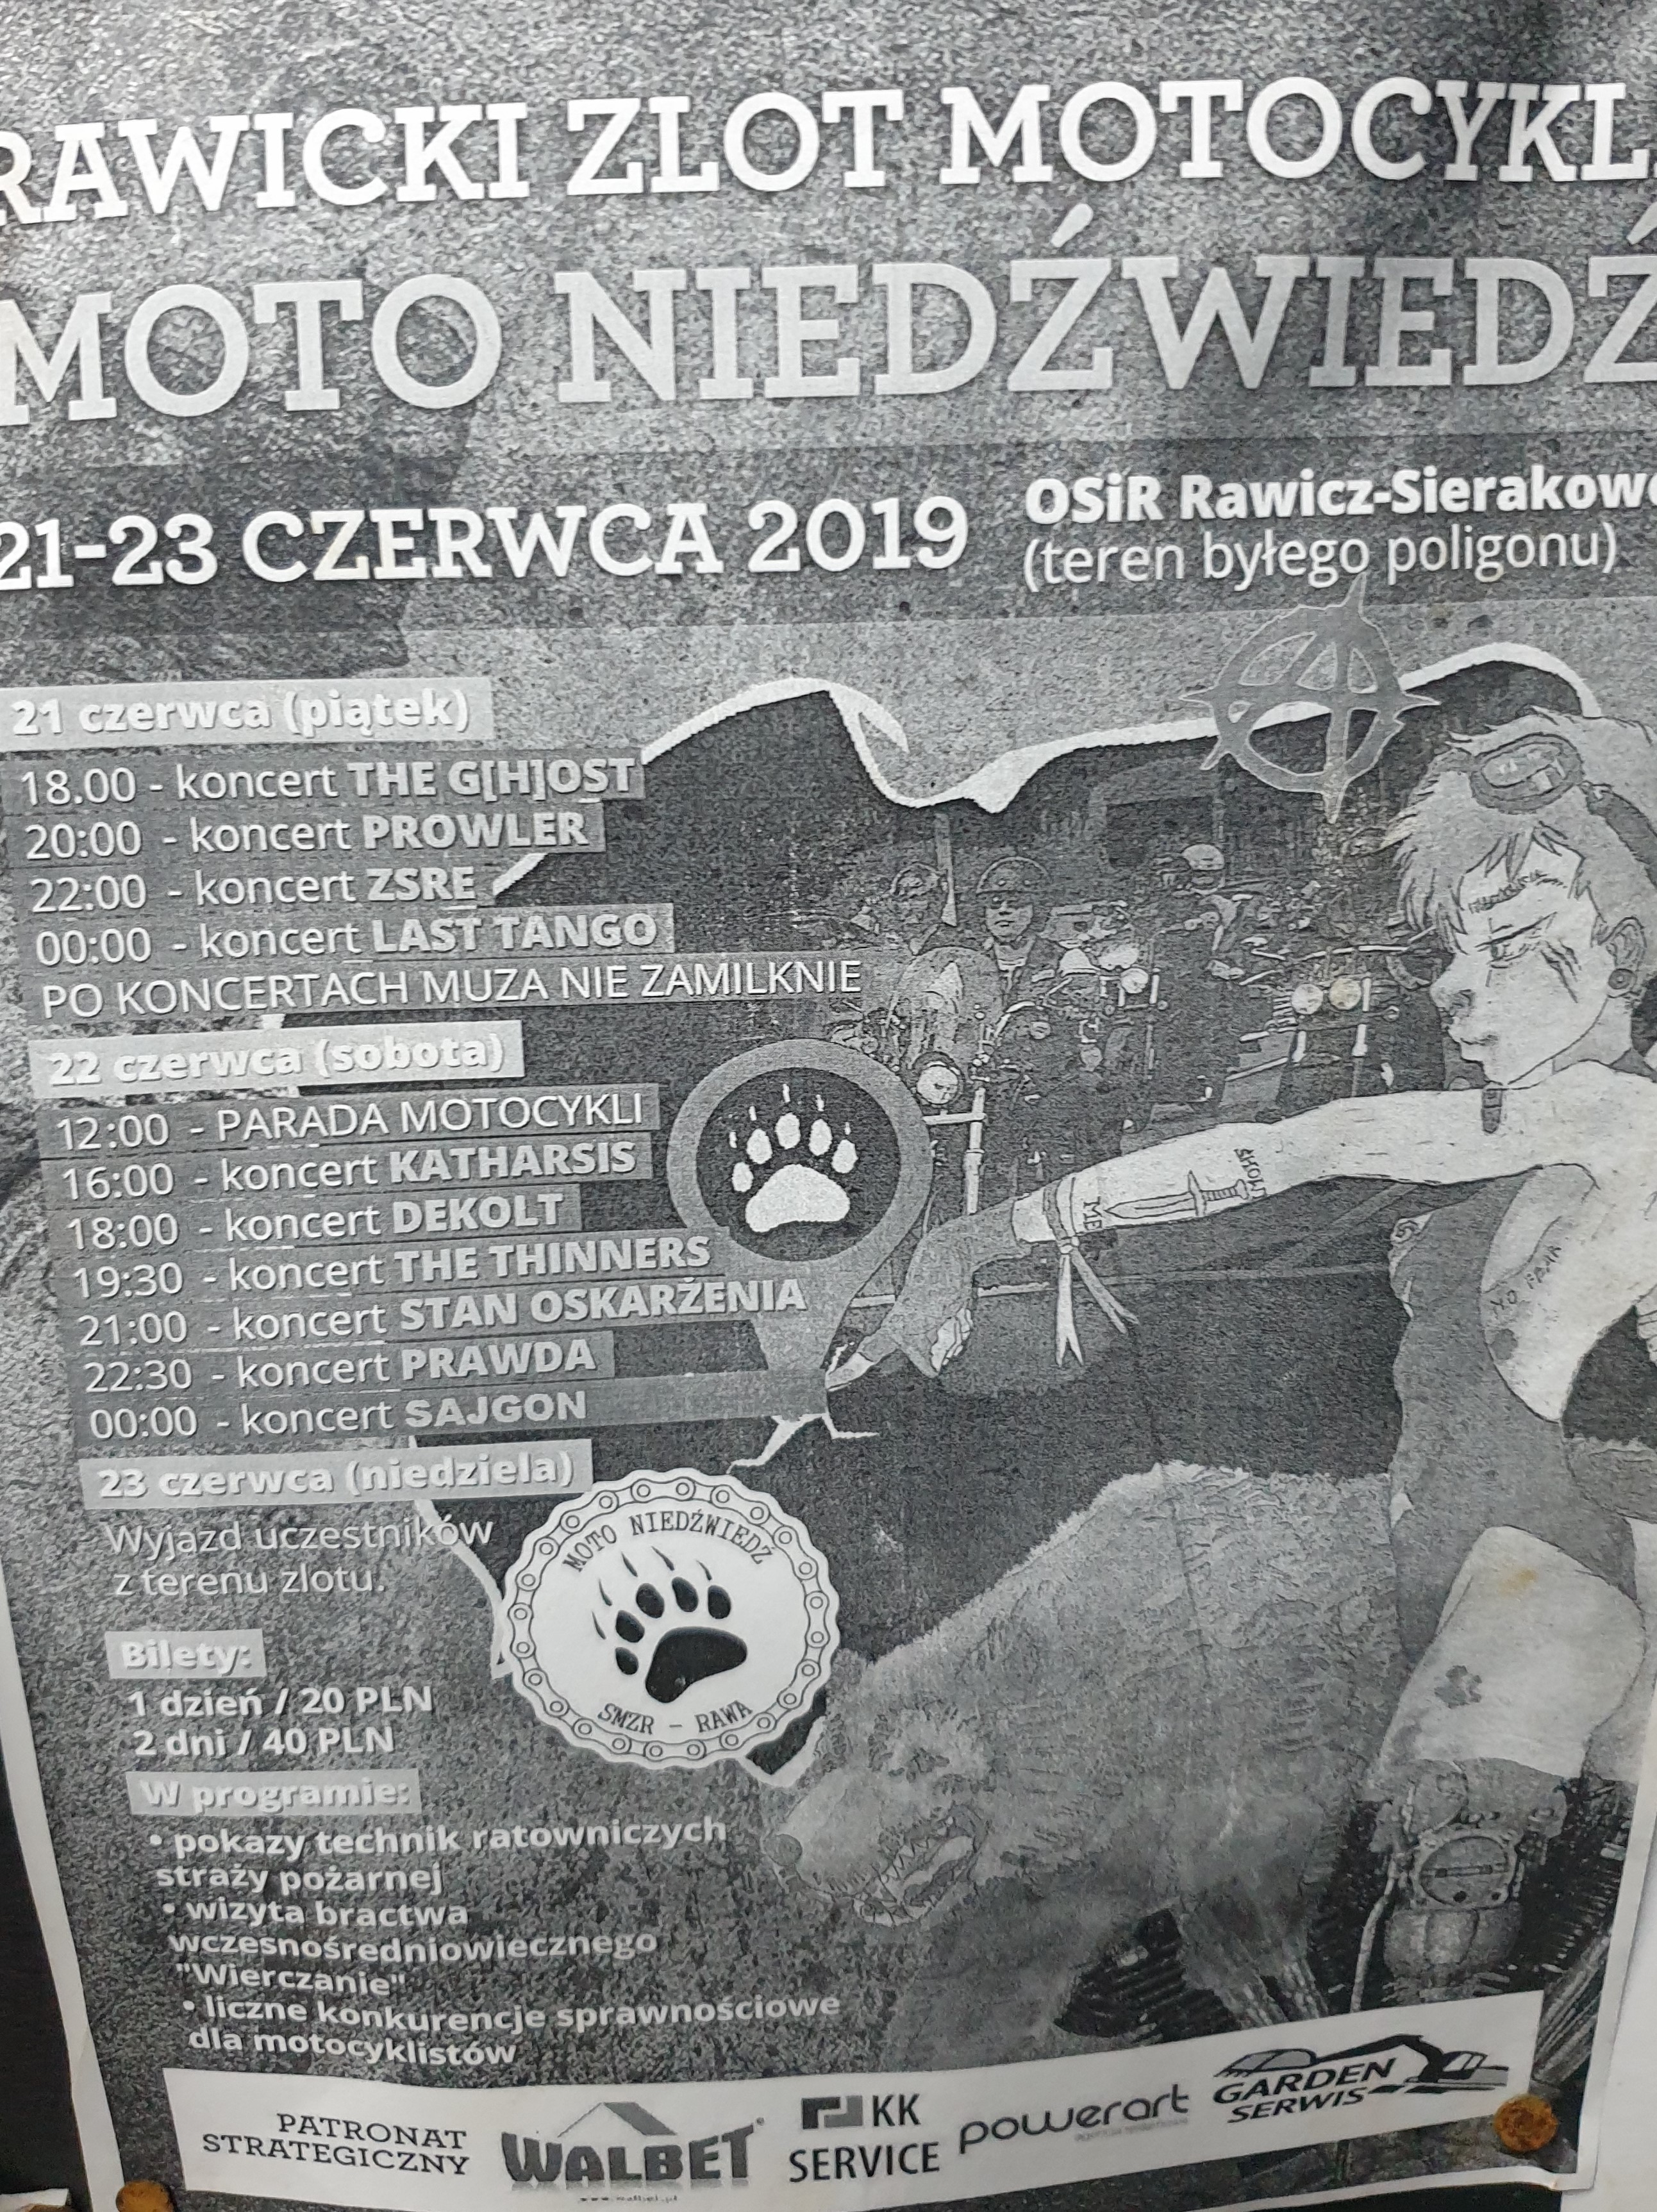 RAWICKI ZLOT MOTOCYKL
MOTO NIEDŹWIEDŹ
21-23 CZERWCA 2019
OSiR Rawicz-Sierakowo
(teren byłego poligonu)
21 czerwca (piątek)
18.00 - koncert THE G[H]OST
20:00 - koncert PROWLER
22:00 - koncert ZSRE
00:00 - koncert LAST TANGO
PO KONCERTACH MUZA NIE ZAMILKNIE
22 czerwca (sobota)
12:00 - PARADA MOTOCYKLI
16:00 - koncert KATHARSIS
18:00 - koncert DEKOLT
19:30 - koncert THE THINNERS
21:00 - koncert STAN OSKARŻENIA
22:30 - koncert PRAWDA
00:00 - koncert SAJGON
23 czerwca (niedziela)
Wyjazd uczestników
z terenu zlotu.
MOTO NIEDŹWIEDŹ
SMZR - RAWA
Bilety:
1 dzień / 20 PLN
2 dni / 40 PLN
W programie:
• pokazy technik ratowniczych
straży pożarnej
• wizyta bractwa
wczesnośredniowiecznego
"Wierczanie"
• liczne konkurencje sprawnościowe
dla motocyklistów
ME
PATRONAT
STRATEGICZNY
WALBET
www.walbet.pl
KK
SERVICE
powerart
GARDEN
SERWIS